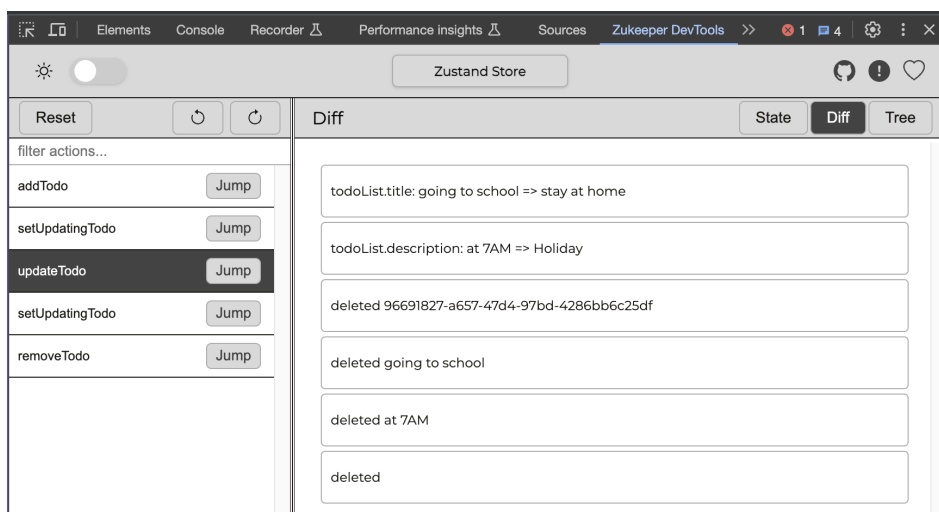 Elements Console Recorder Performance insights Sources Zukeeper DevTools >> 1 4
Zustand Store
Reset
Diff
State Diff Tree
filter actions...
addTodo Jump
setUpdatingTodo Jump
updateTodo Jump
setUpdatingTodo Jump
removeTodo Jump
todoList.title: going to school => stay at home
todoList.description: at 7AM => Holiday
deleted 96691827-a657-47d4-97bd-4286bb6c25df
deleted going to school
deleted at 7AM
deleted